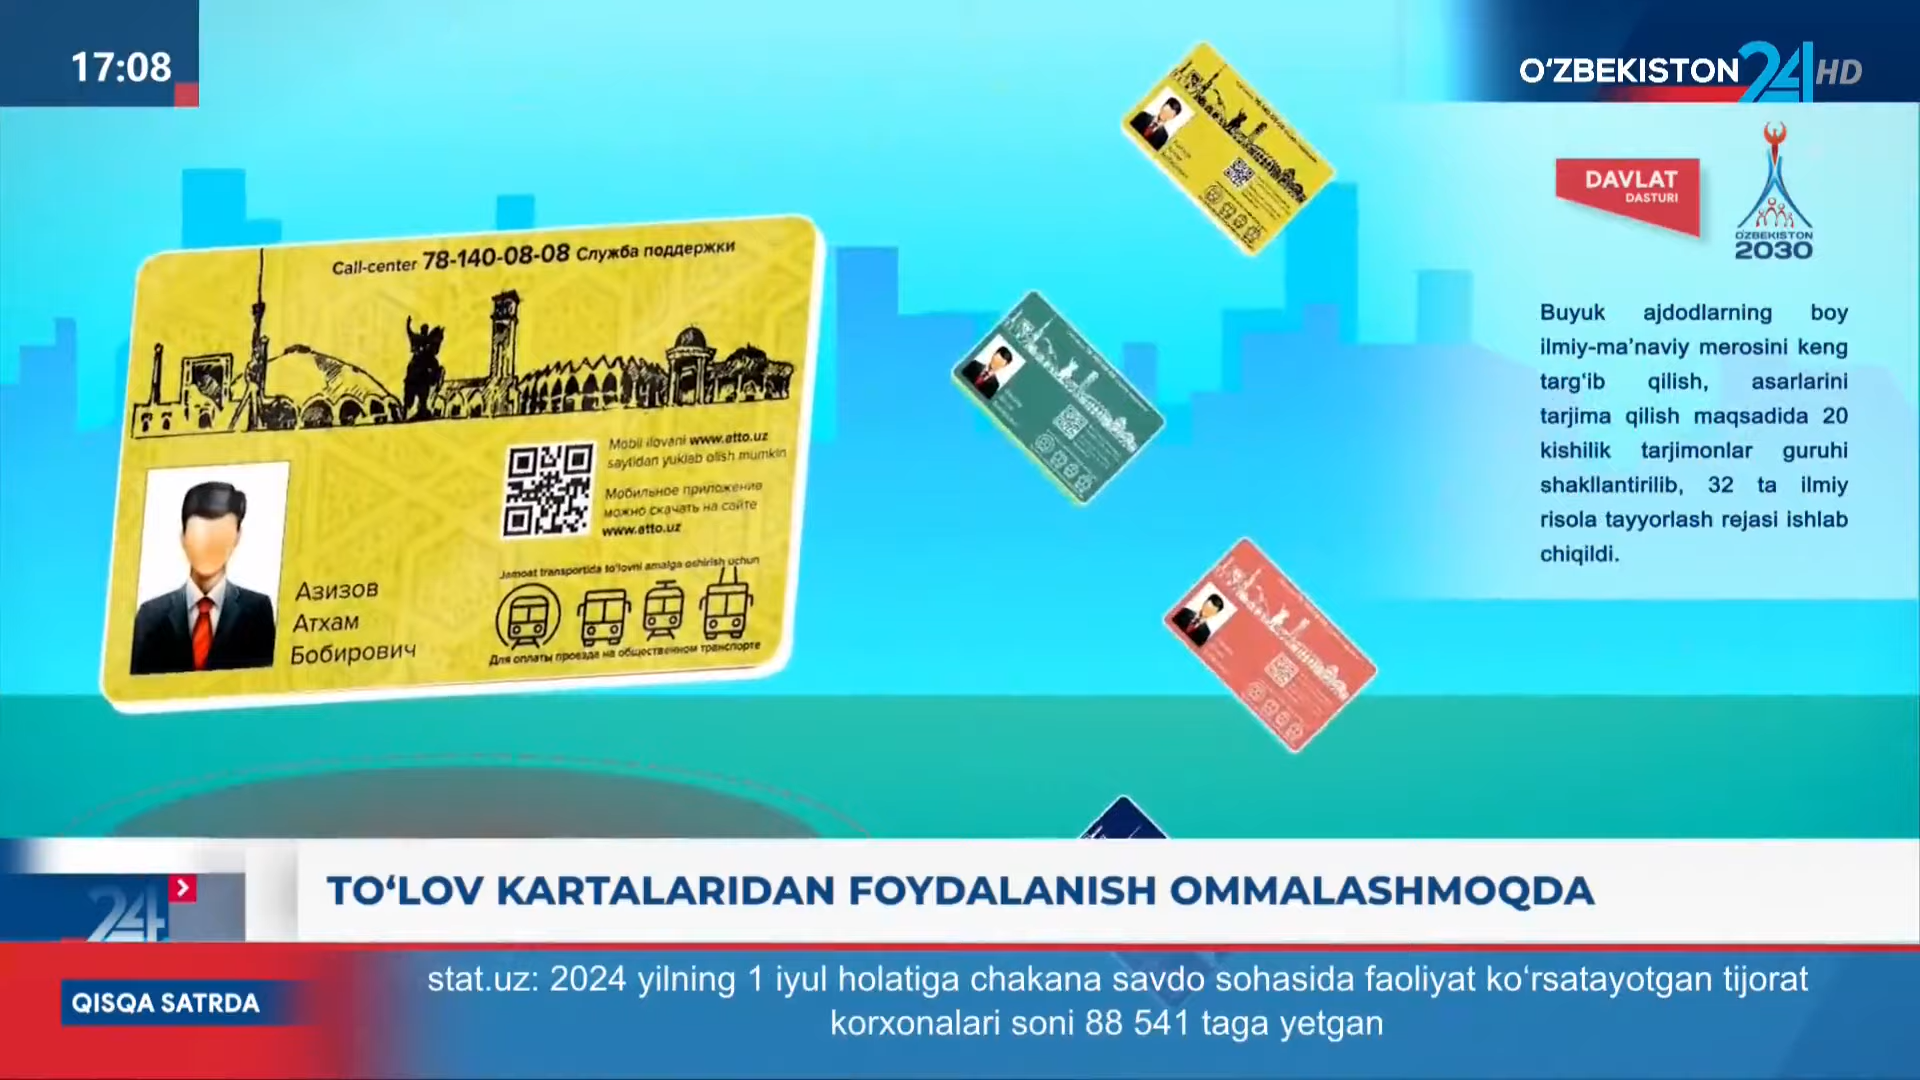 17:08
O‘ZBEKISTON 24 HD
DAVLAT
DASTURI
O‘ZBEKISTON
2030
Call-center 78-140-08-08 Служба поддержки
Mobil ilovani www.atto.uz
saytidan yuklab olish mumkin
Мобильное приложение
можно скачать на сайте
www.atto.uz
Jamoat transportida to‘lovni amalga oshirish uchun
Для оплаты проезда на общественном транспорте
Азизов
Атхам
Бобирович
Buyuk ajdodlarning boy
ilmiy-ma’naviy merosini keng
targ‘ib qilish, asarlarini
tarjima qilish maqsadida 20
kishilik tarjimonlar guruhi
shakllantirilib, 32 ta ilmiy
risola tayyorlash rejasi ishlab
chiqildi.
24
TO‘LOV KARTALARIDAN FOYDALANISH OMMALASHMOQDA
QISQA SATRDA
stat.uz: 2024 yilning 1 iyul holatiga chakana savdo sohasida faoliyat ko‘rsatayotgan tijorat
korxonalari soni 88 541 taga yetgan